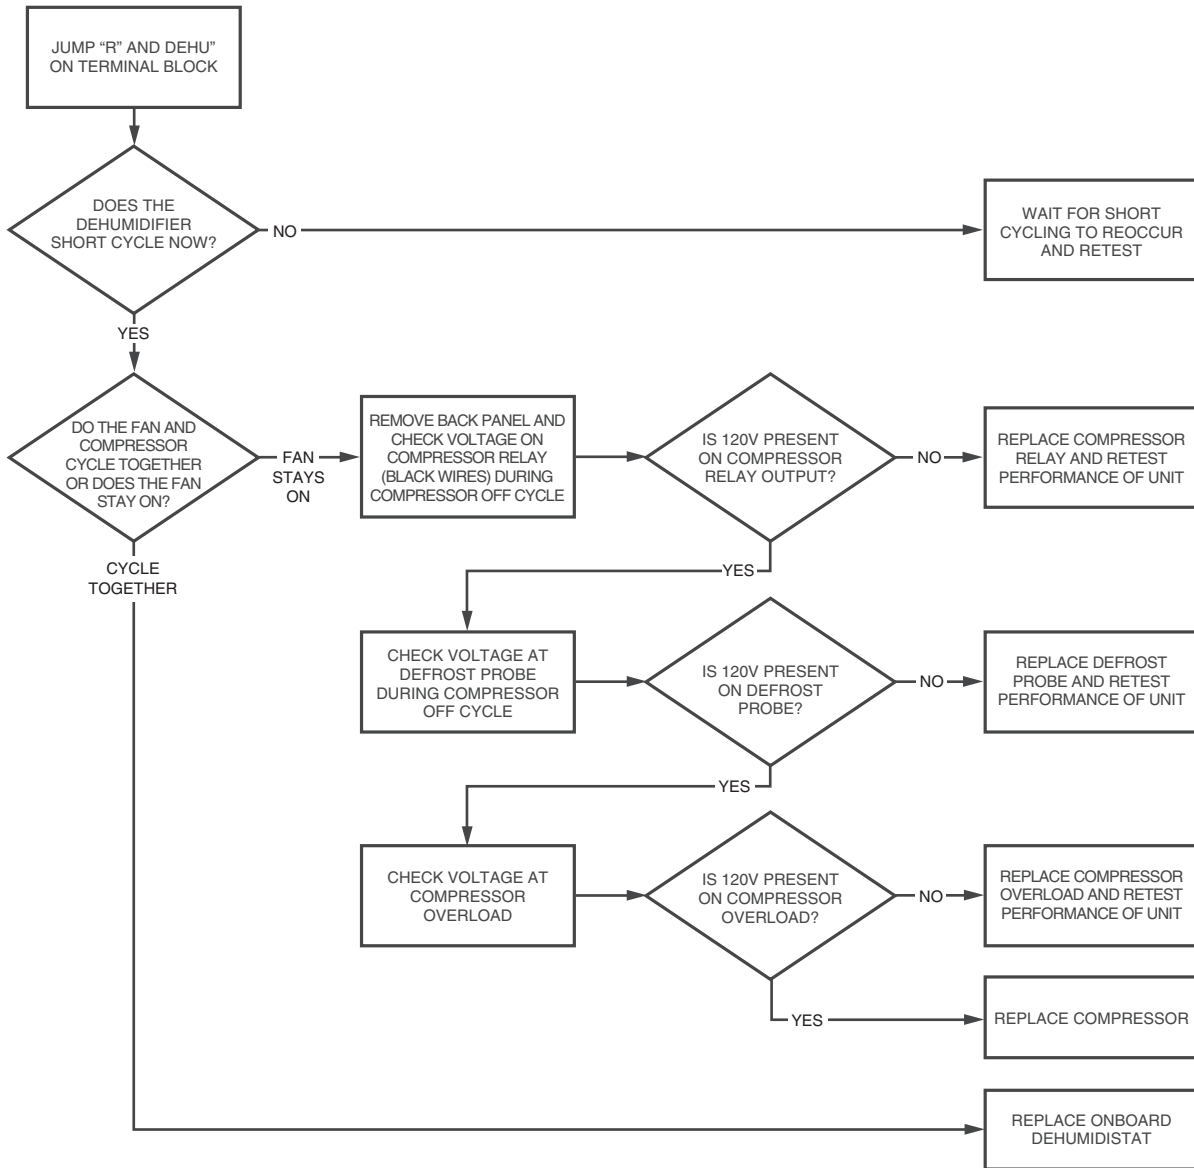 JUMP “R” AND DEHU”
ON TERMINAL BLOCK
DOES THE
DEHUMIDIFIER
SHORT CYCLE NOW?
NO
WAIT FOR SHORT
CYCLING TO REOCCUR
AND RETEST
YES
DO THE FAN AND
COMPRESSOR
CYCLE TOGETHER
OR DOES THE FAN
STAY ON?
FAN
STAYS
ON
REMOVE BACK PANEL AND
CHECK VOLTAGE ON
COMPRESSOR RELAY
(BLACK WIRES) DURING
COMPRESSOR OFF CYCLE
IS 120V PRESENT
ON COMPRESSOR
RELAY OUTPUT?
NO
REPLACE COMPRESSOR
RELAY AND RETEST
PERFORMANCE OF UNIT
CYCLE
TOGETHER
YES
CHECK VOLTAGE AT
DEFROST PROBE
DURING COMPRESSOR
OFF CYCLE
IS 120V PRESENT
ON DEFROST
PROBE?
NO
REPLACE DEFROST
PROBE AND RETEST
PERFORMANCE OF UNIT
YES
CHECK VOLTAGE AT
COMPRESSOR
OVERLOAD
IS 120V PRESENT
ON COMPRESSOR
OVERLOAD?
NO
REPLACE COMPRESSOR
OVERLOAD AND RETEST
PERFORMANCE OF UNIT
YES
REPLACE COMPRESSOR
REPLACE ONBOARD
DEHUMIDISTAT